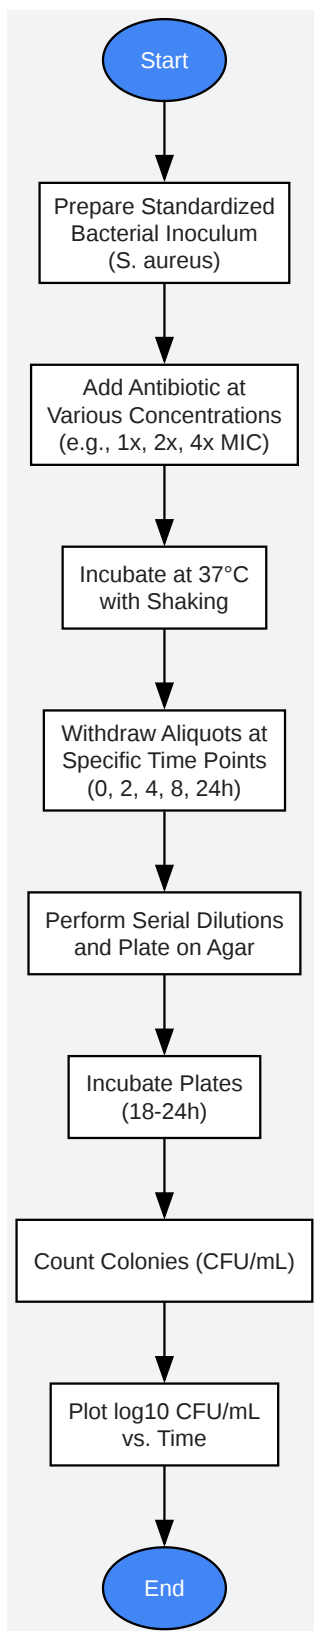 Start
Prepare Standardized
Bacterial Inoculum
(S. aureus)
Add Antibiotic at
Various Concentrations
(e.g., 1x, 2x, 4x MIC)
Incubate at 37°C
with Shaking
Withdraw Aliquots at
Specific Time Points
(0, 2, 4, 8, 24h)
Perform Serial Dilutions
and Plate on Agar
Incubate Plates
(18-24h)
Count Colonies (CFU/mL)
Plot log10 CFU/mL
vs. Time
End